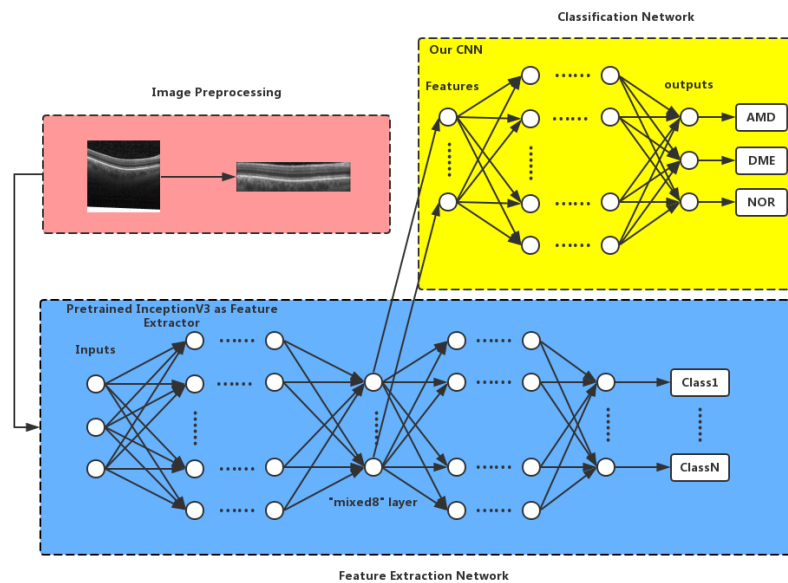 Classification Network
Our CNN
Features
outputs
AMD
DME
NOR
Image Preprocessing
Pretrained InceptionV3 as Feature
Extractor
Inputs
"mixed8" layer
Class1
ClassN
Feature Extraction Network